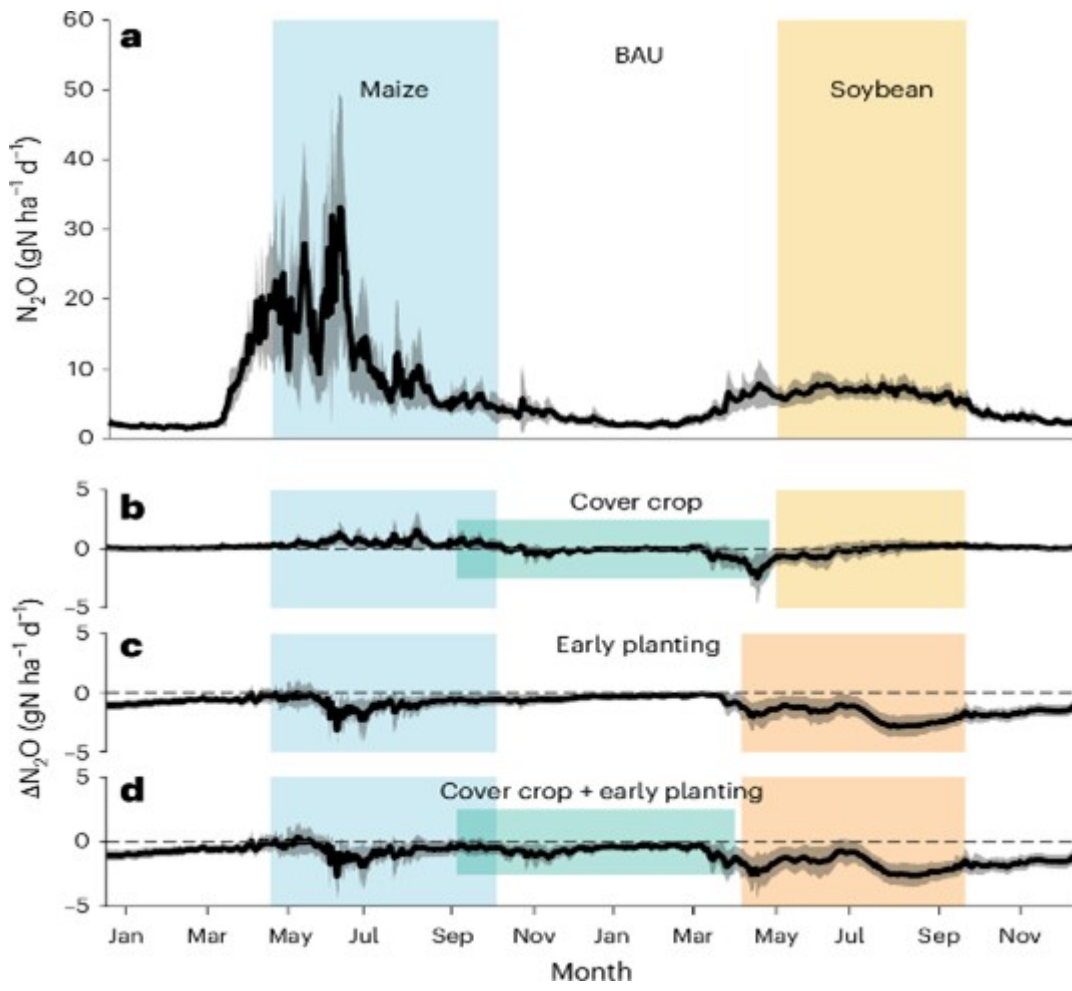 60
a
BAU
Maize
Soybean
50
40
30
20
10
0
N₂O (gN ha⁻¹ d⁻¹)
5
b
Cover crop
0
−5
5
c
Early planting
0
−5
5
d
Cover crop + early planting
0
−5
ΔN₂O (gN ha⁻¹ d⁻¹)
Jan Mar May Jul Sep Nov Jan Mar May Jul Sep Nov
Month